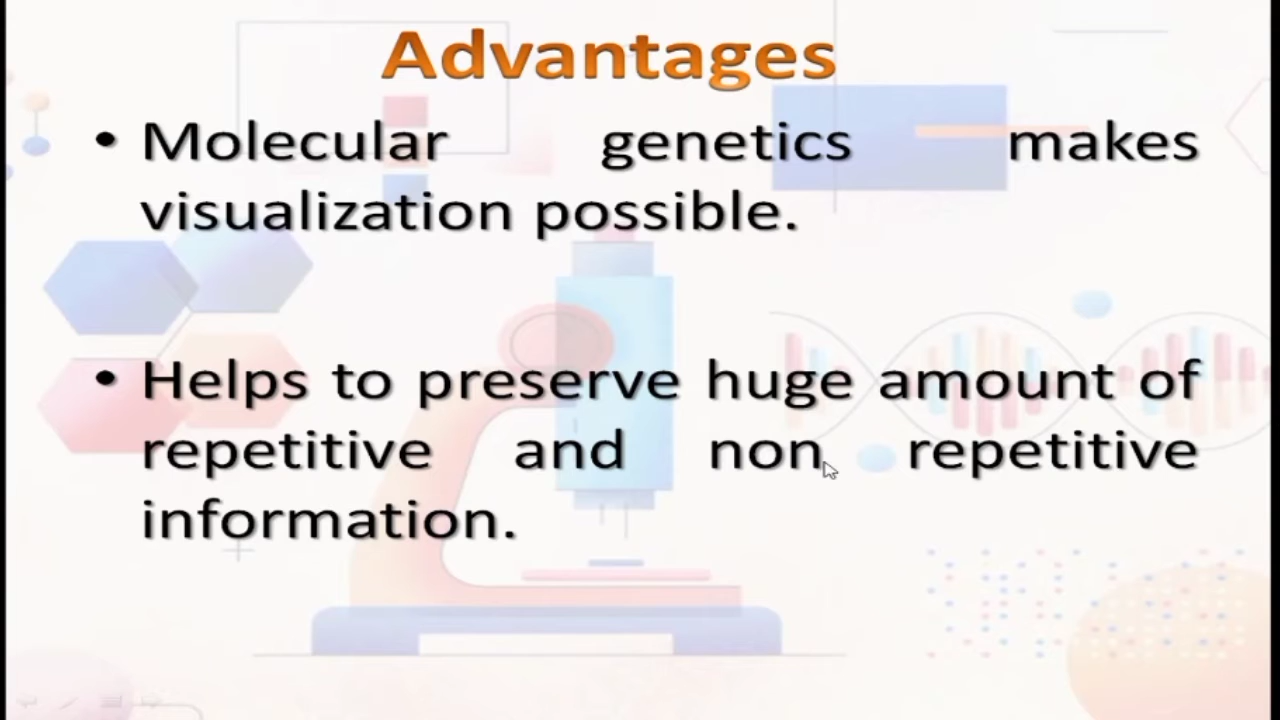 Advantages
• Molecular genetics makes
visualization possible.
• Helps to preserve huge amount of
repetitive and non repetitive
information.